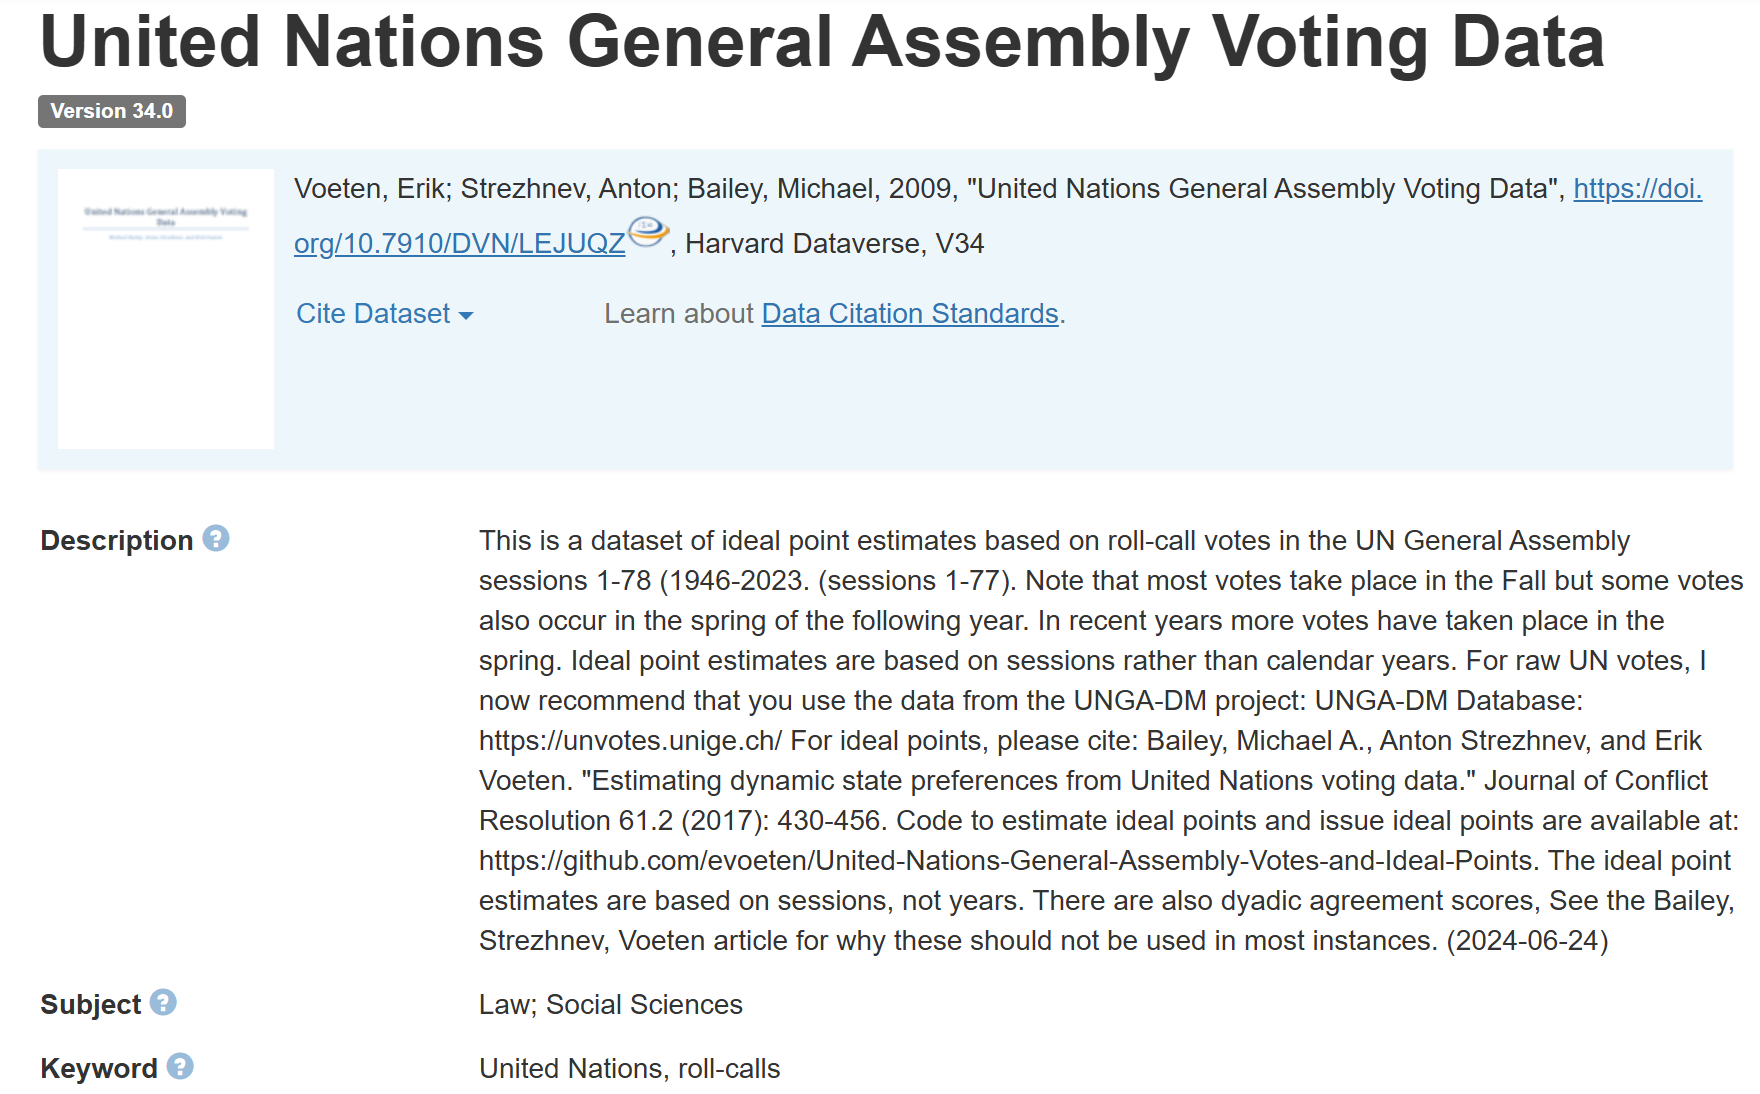 United Nations General Assembly Voting Data
Version 34.0
United Nations General Assembly Voting
Data
Voeten, Erik; Strezhnev, Anton; Bailey, Michael, 2009, "United Nations General Assembly Voting Data", https://doi.
org/10.7910/DVN/LEJUQZ, Harvard Dataverse, V34
Cite Dataset Learn about Data Citation Standards.
Description ? This is a dataset of ideal point estimates based on roll-call votes in the UN General Assembly
sessions 1-78 (1946-2023. (sessions 1-77). Note that most votes take place in the Fall but some votes
also occur in the spring of the following year. In recent years more votes have taken place in the
spring. Ideal point estimates are based on sessions rather than calendar years. For raw UN votes, I
now recommend that you use the data from the UNGA-DM project: UNGA-DM Database:
https://unvotes.unige.ch/ For ideal points, please cite: Bailey, Michael A., Anton Strezhnev, and Erik
Voeten. "Estimating dynamic state preferences from United Nations voting data." Journal of Conflict
Resolution 61.2 (2017): 430-456. Code to estimate ideal points and issue ideal points are available at:
https://github.com/evoeten/United-Nations-General-Assembly-Votes-and-Ideal-Points. The ideal point
estimates are based on sessions, not years. There are also dyadic agreement scores, See the Bailey,
Strezhnev, Voeten article for why these should not be used in most instances. (2024-06-24)
Subject ? Law; Social Sciences
Keyword ? United Nations, roll-calls